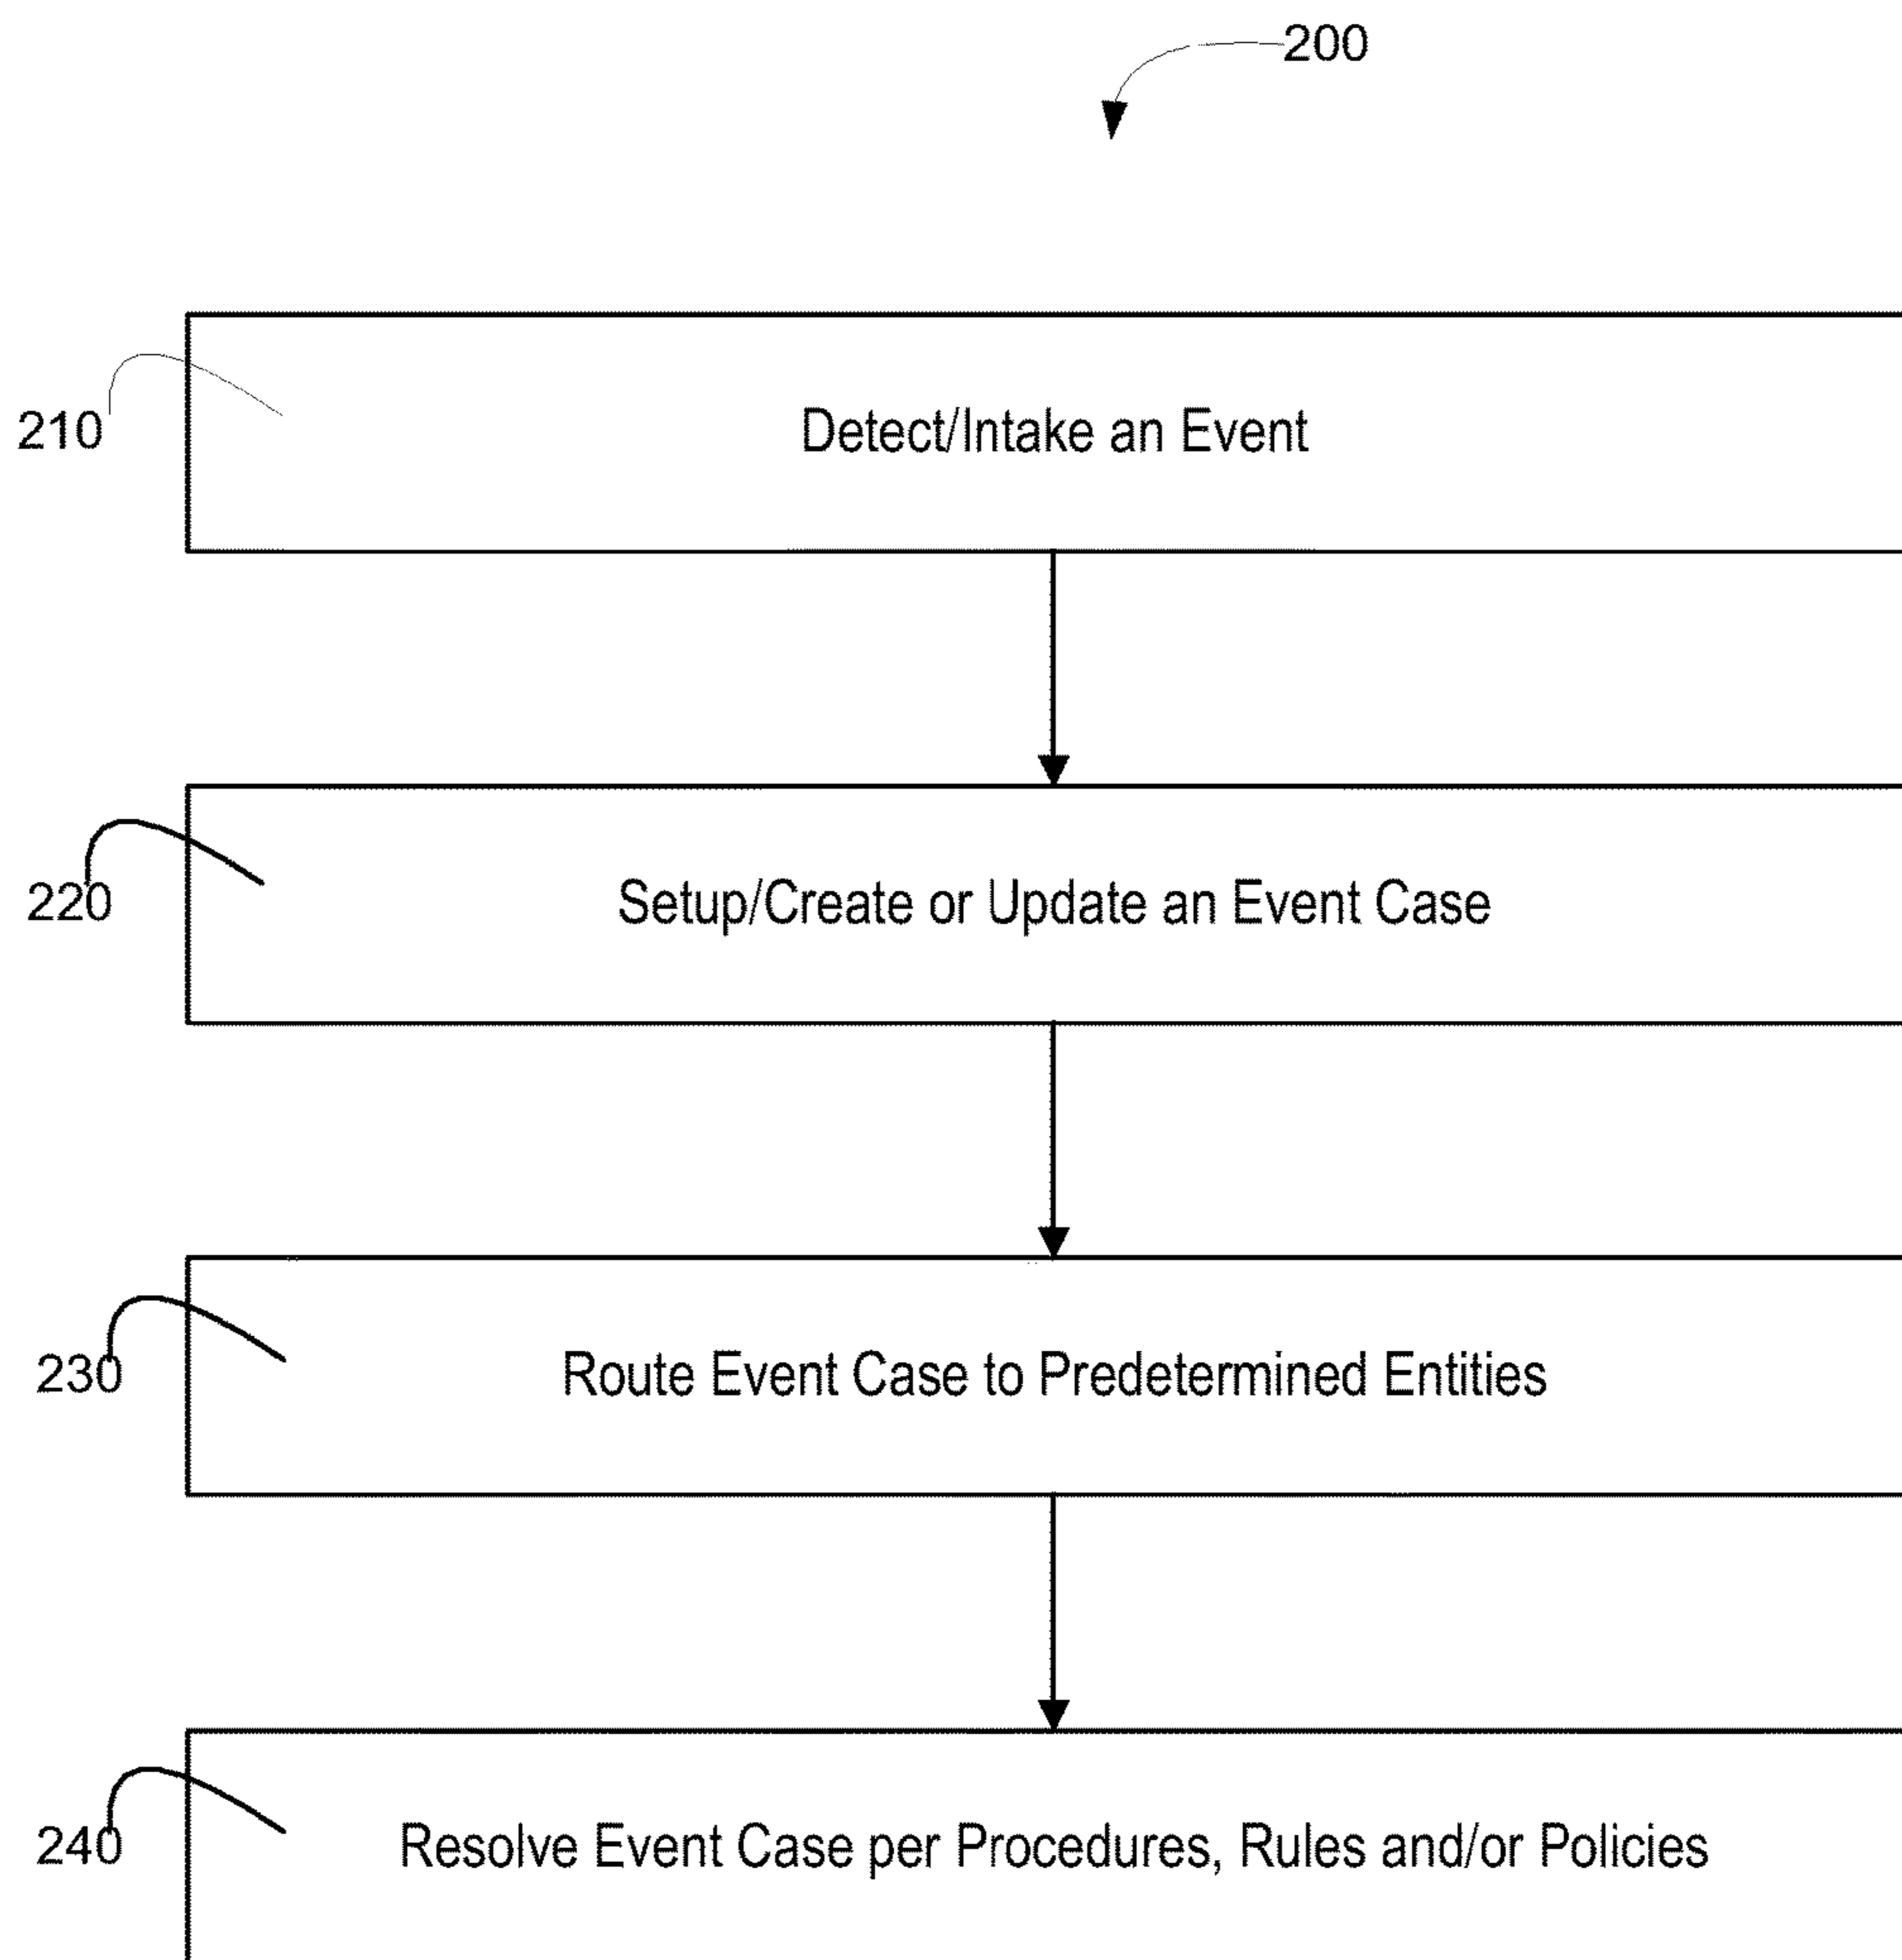 200
210
Detect/Intake an Event
220
Setup/Create or Update an Event Case
230
Route Event Case to Predetermined Entities
240
Resolve Event Case per Procedures, Rules and/or Policies